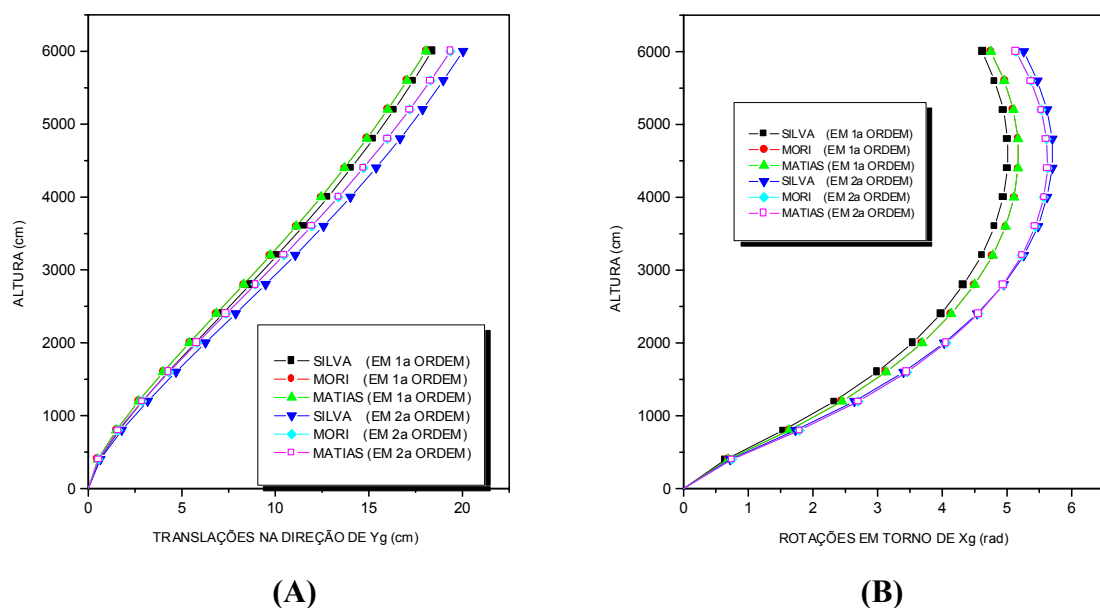 6000
5000
4000
3000
2000
1000
0
ALTURA (cm)
0 5 10 15 20
TRANSLAÇÕES NA DIREÇÃO DE Yg (cm)
SILVA (EM 1a ORDEM)
MORI (EM 1a ORDEM)
MATIAS (EM 1a ORDEM)
SILVA (EM 2a ORDEM)
MORI (EM 2a ORDEM)
MATIAS (EM 2a ORDEM)
(A)
6000
5000
4000
3000
2000
1000
0
ALTURA (cm)
0 1 2 3 4 5 6
ROTAÇÕES EM TORNO DE Xg (rad)
SILVA (EM 1a ORDEM)
MORI (EM 1a ORDEM)
MATIAS (EM 1a ORDEM)
SILVA (EM 2a ORDEM)
MORI (EM 2a ORDEM)
MATIAS (EM 2a ORDEM)
(B)